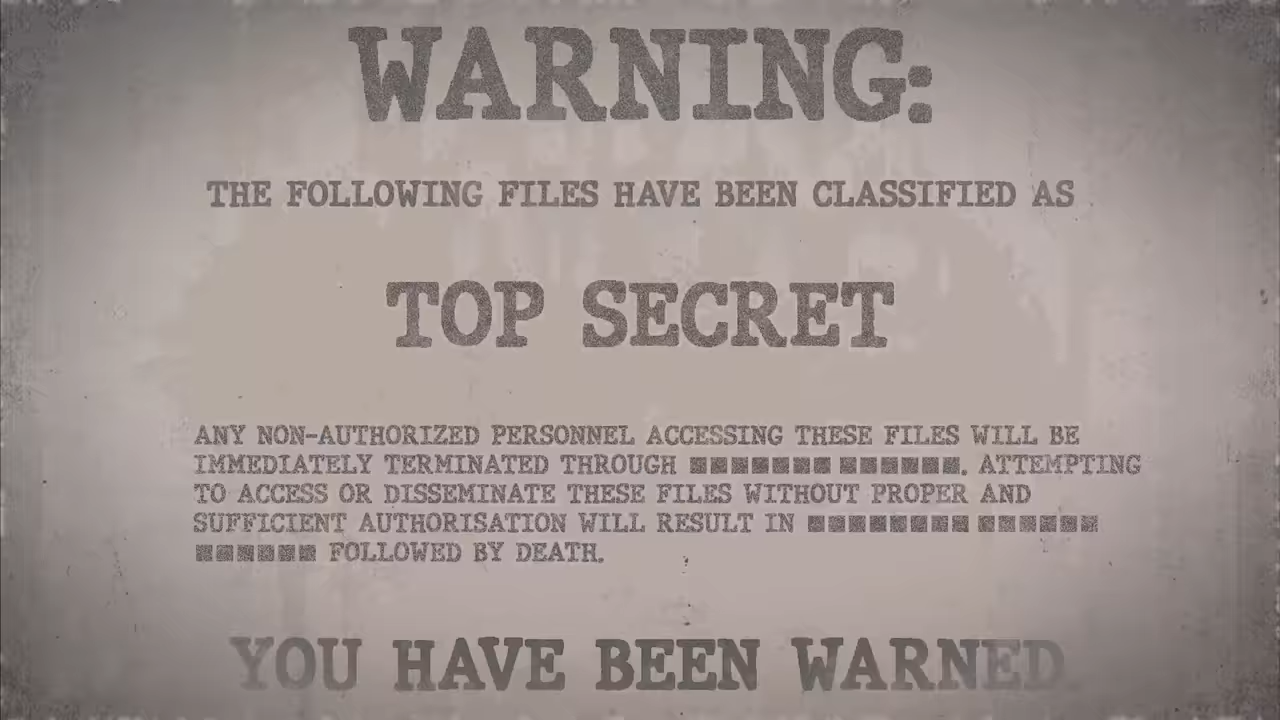 WARNING:
THE FOLLOWING FILES HAVE BEEN CLASSIFIED AS
TOP SECRET
ANY NON-AUTHORIZED PERSONNEL ACCESSING THESE FILES WILL BE
IMMEDIATELY TERMINATED THROUGH ■■■■■■■ ■■■■■■. ATTEMPTING
TO ACCESS OR DISSEMINATE THESE FILES WITHOUT PROPER AND
SUFFICIENT AUTHORISATION WILL RESULT IN ■■■■■■■■ ■■■■■■
■■■■■■ FOLLOWED BY DEATH.
YOU HAVE BEEN WARNED.